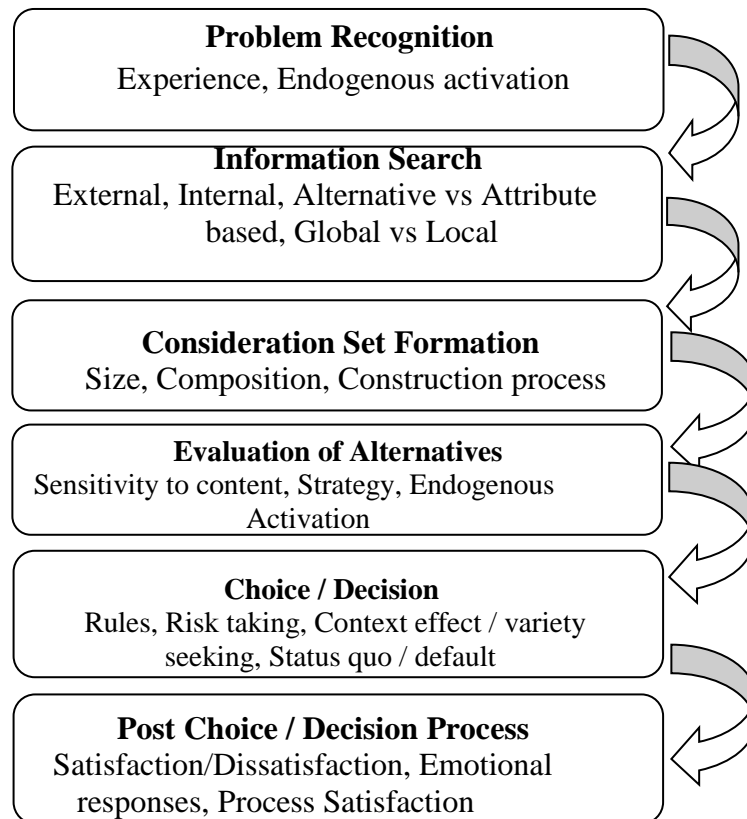 Problem Recognition
Experience, Endogenous activation
Information Search
External, Internal, Alternative vs Attribute
based, Global vs Local
Consideration Set Formation
Size, Composition, Construction process
Evaluation of Alternatives
Sensitivity to content, Strategy, Endogenous
Activation
Choice / Decision
Rules, Risk taking, Context effect / variety
seeking, Status quo / default
Post Choice / Decision Process
Satisfaction/Dissatisfaction, Emotional
responses, Process Satisfaction